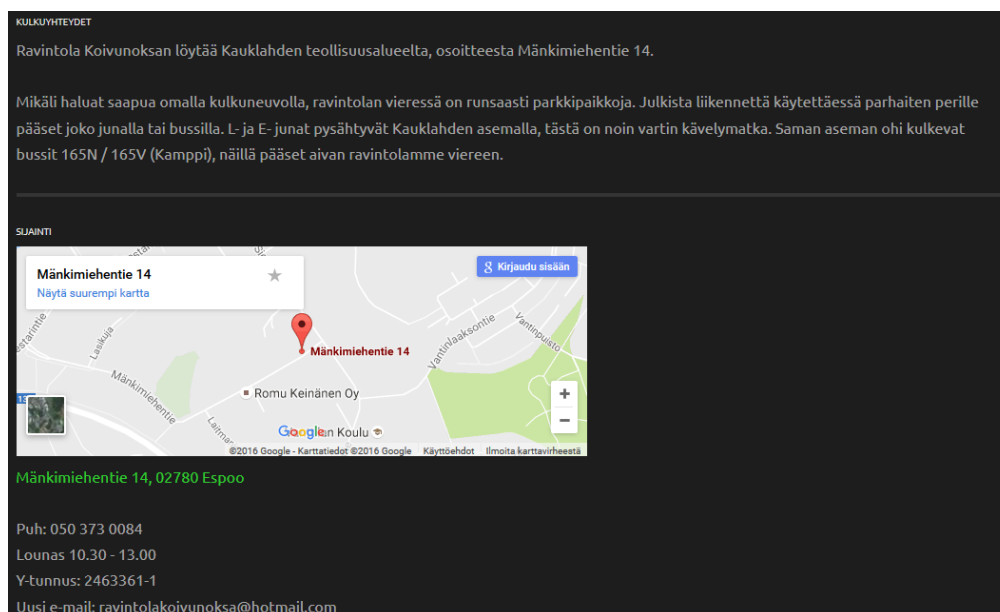 KULKUYHTEYDET
Ravintola Koivunoksan löytää Kauklahden teollisuusalueelta, osoitteesta Mänkimiehentie 14.
Mikäli haluat saapua omalla kulkuneuvolla, ravintolan vieressä on runsaasti parkkipaikkoja. Julkista liikennettä käytettäessä parhaiten perille
pääset joko junalla tai bussilla. L- ja E- junat pysähtyvät Kauklahden asemalla, tästä on noin vartin kävelymatka. Saman aseman ohi kulkevat
bussit 165N / 165V (Kamppi), näillä pääset aivan ravintolamme viereen.
SIJAINTI
Mänkimiehentie 14
Näytä suurempi kartta
g Kirjaudu sisään
Lasikuja
Vantinlaaksontie
Vantinpuisto
Mänkimiehentie 14
Mänkimiehentie
Romu Keinänen Oy
Google
Koulu
+
−
©2016 Google - Karttatiedot ©2016 Google Käyttöehdot Ilmoita karttavirheestä
Mänkimiehentie 14, 02780 Espoo
Puh: 050 373 0084
Lounas 10.30 - 13.00
Y-tunnus: 2463361-1
Uusi e-mail: ravintolakoivunoksa@hotmail.com